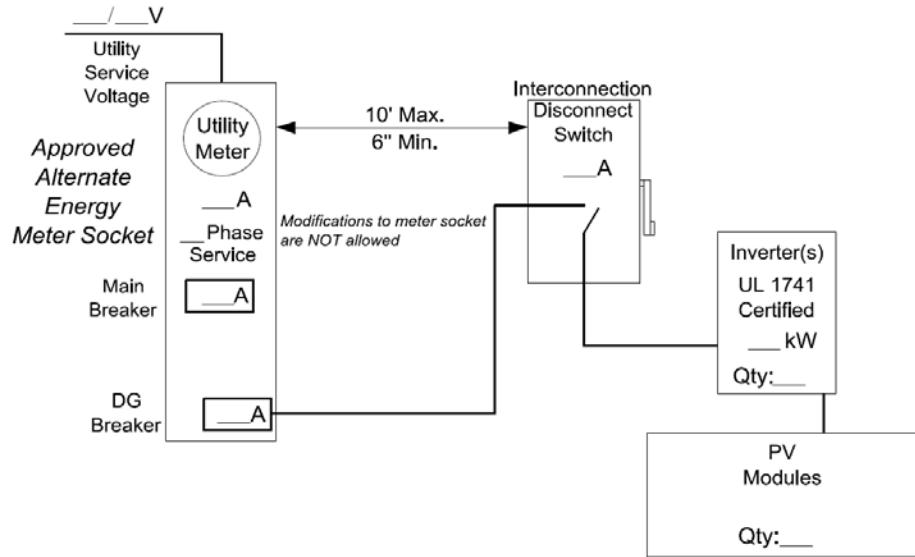 ___/___V
Utility
Service
Voltage
Approved
Alternate
Energy
Meter Socket
Utility
Meter
___A
__Phase
Service
Main
Breaker
___A
DG
Breaker
___A
10' Max.
6" Min.
Modifications to meter socket
are NOT allowed
Interconnection
Disconnect
Switch
___A
Inverter(s)
UL 1741
Certified
___ kW
Qty:___
PV
Modules
Qty:___